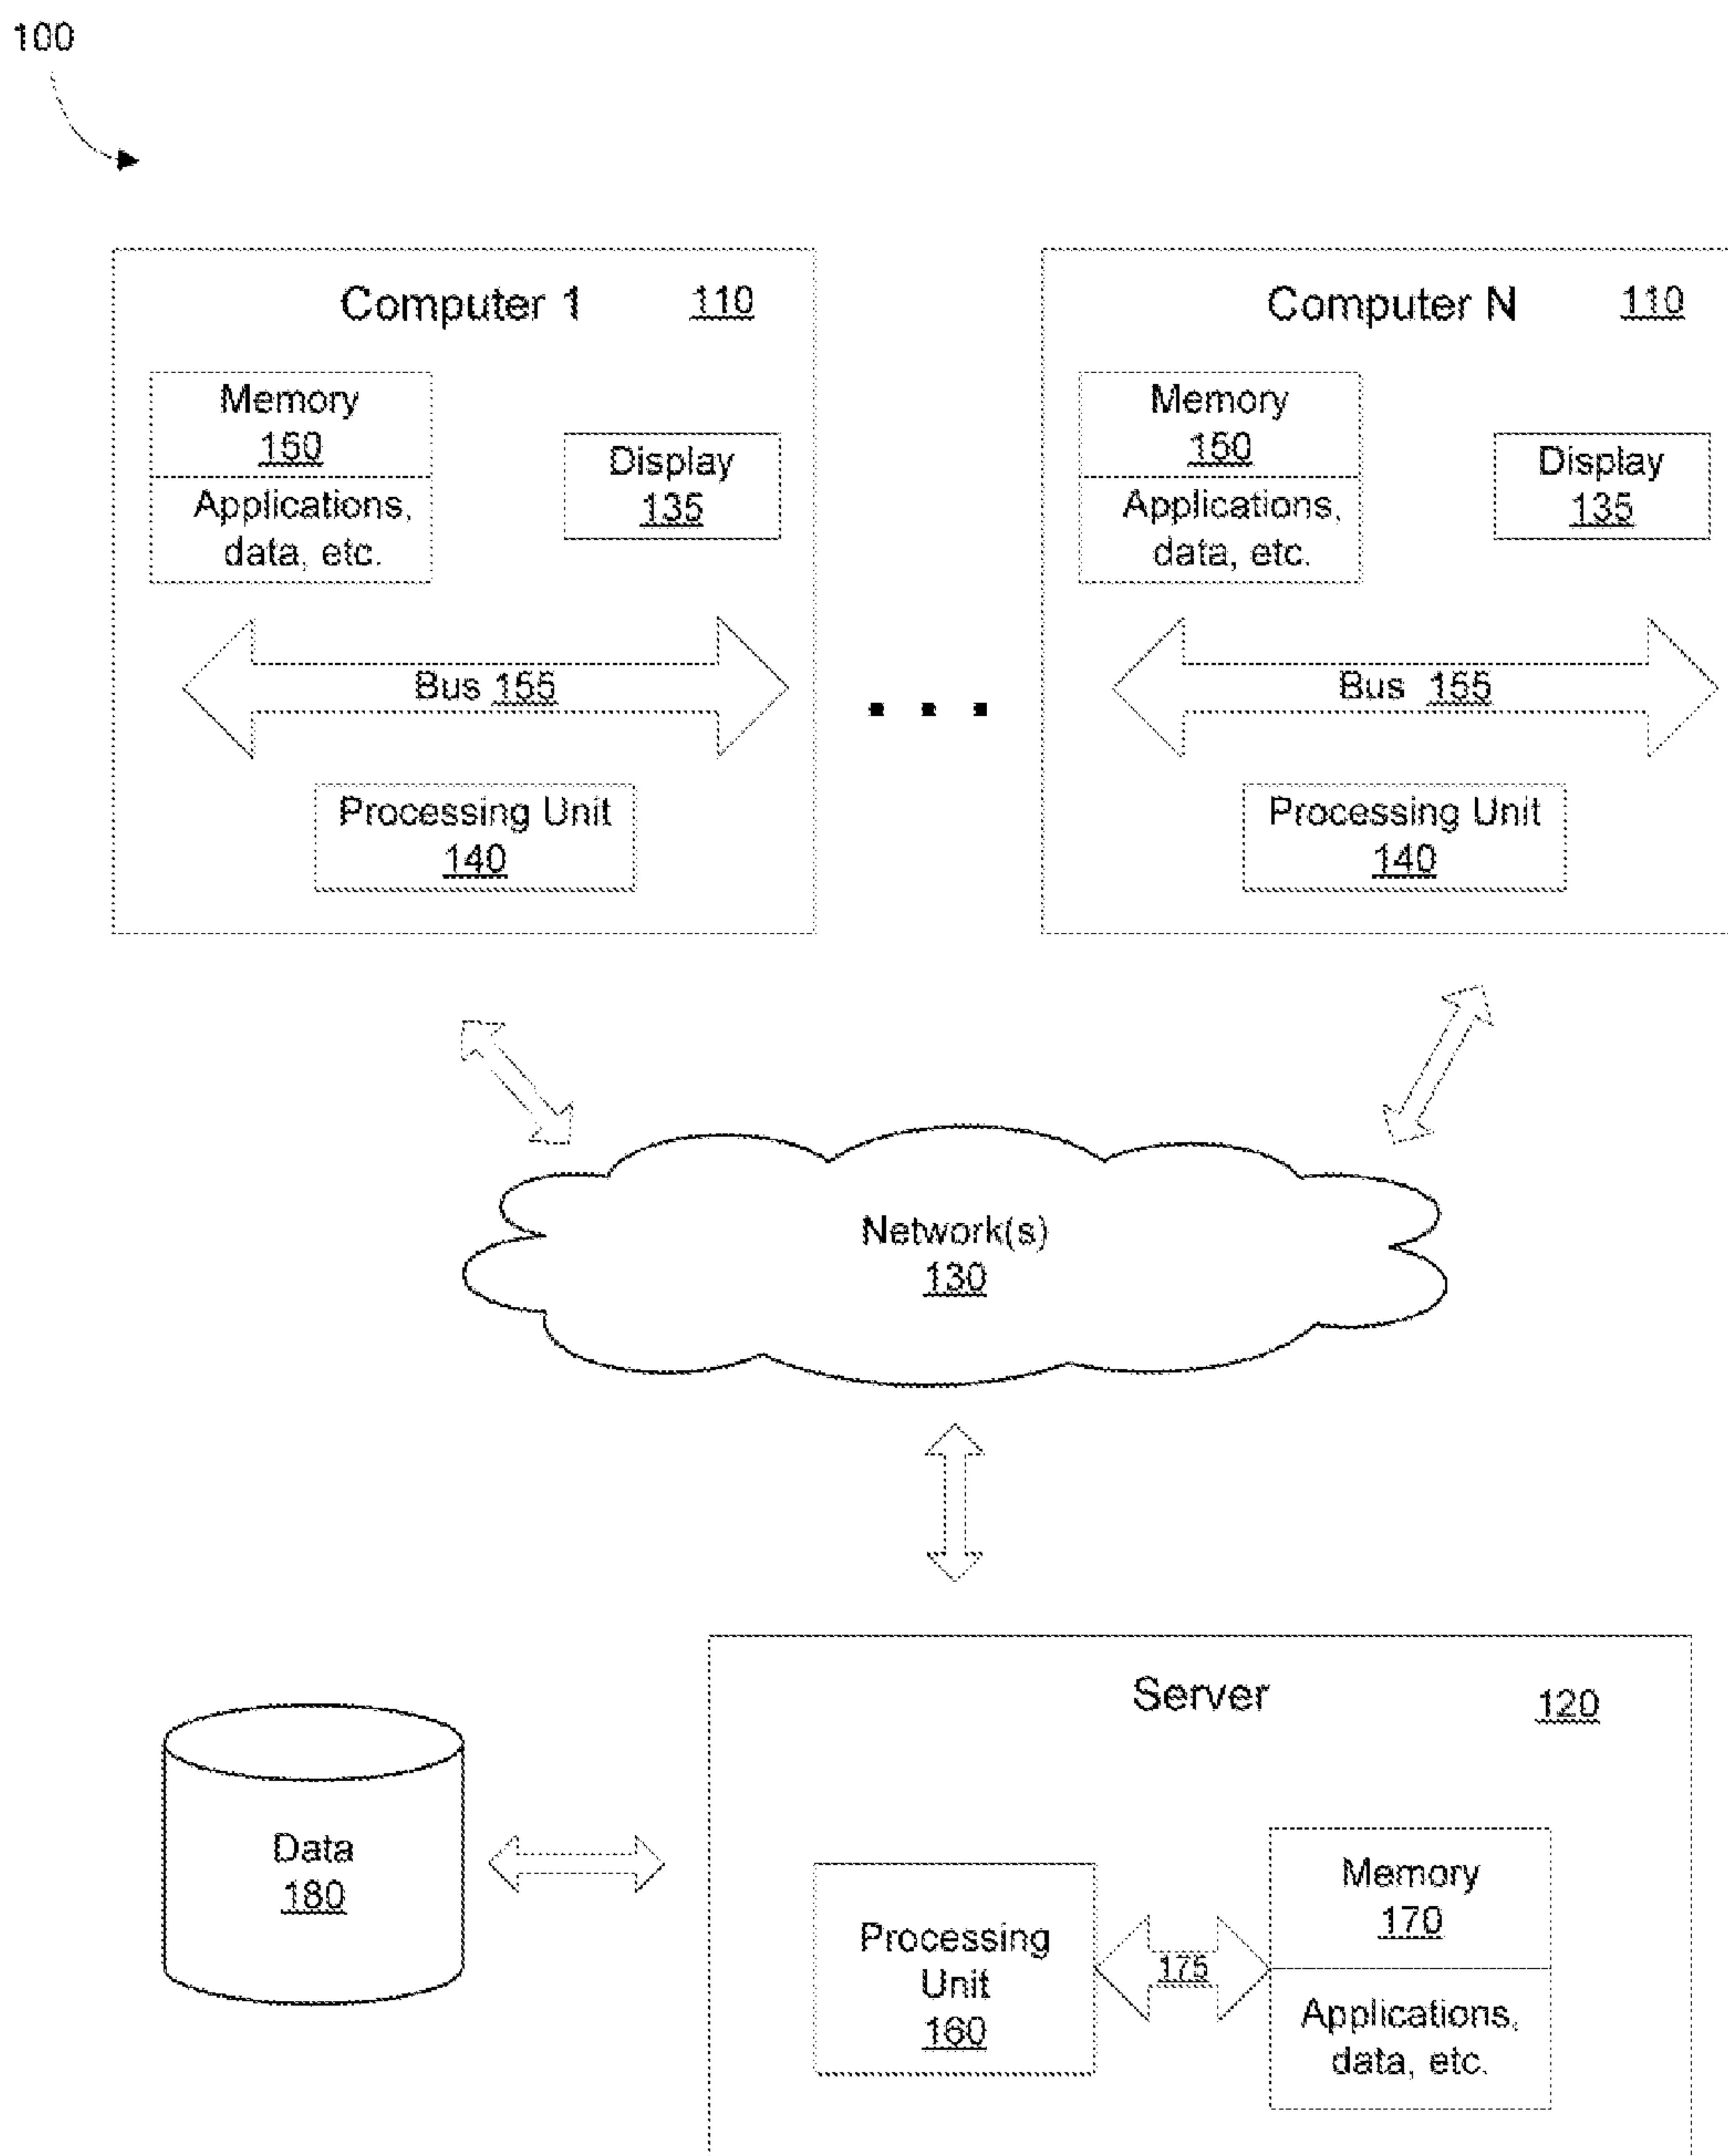 100
Computer 1 110
Memory
150
Applications,
data, etc.
Display
135
Bus 155
Processing Unit
140
. . .
Computer N 110
Memory
150
Applications,
data, etc.
Display
135
Bus 155
Processing Unit
140
Network(s)
130
Data
180
Server 120
Processing
Unit
160
175
Memory
170
Applications,
data, etc.